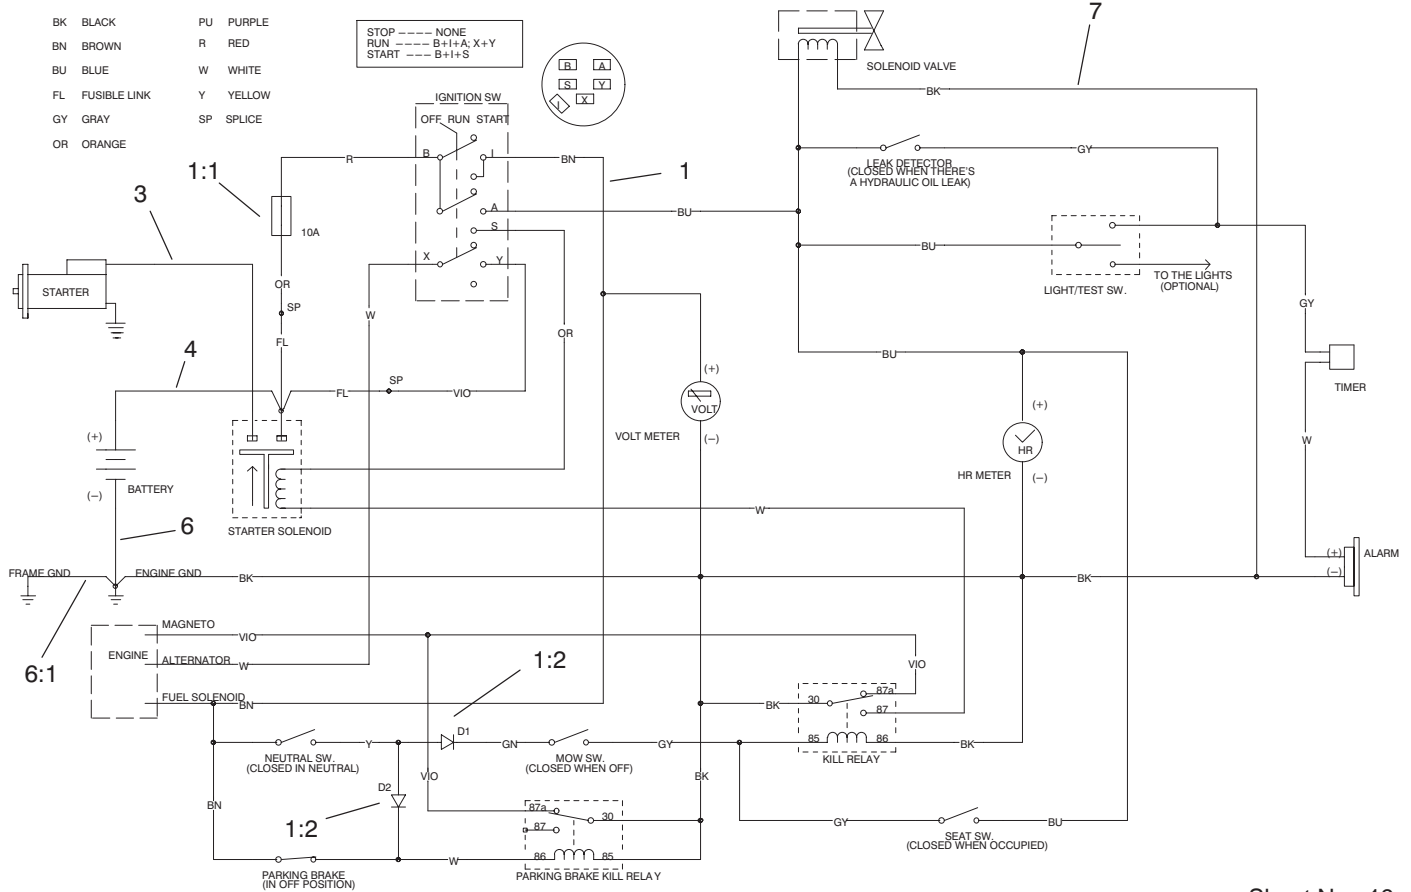 BK BLACK
BN BROWN
BU BLUE
FL FUSIBLE LINK
GY GRAY
OR ORANGE
PU PURPLE
R RED
W WHITE
Y YELLOW
SP SPLICE
STOP ---- NONE
RUN ---- B+I+A; X+Y
START --- B+I+S
B
A
S
Y
I
X
7
SOLENOID VALVE
BK
IGNITION SW
OFF RUN START
B
I
A
S
X
Y
R
BN
1
1:1
10A
3
STARTER
OR
SP
FL
W
OR
BU
GY
LEAK DETECTOR
(CLOSED WHEN THERE'S
A HYDRAULIC OIL LEAK)
BU
TO THE LIGHTS
(OPTIONAL)
LIGHT/TEST SW.
GY
4
FL
SP
VIO
BU
TIMER
(+)
VOLT
VOLT METER
(–)
(+)
HR
HR METER
(–)
W
(+)
BATTERY
(–)
STARTER SOLENOID
W
6
FRAME GND
ENGINE GND
BK
BK
(+)
(–)
ALARM
6:1
ENGINE
MAGNETO
VIO
ALTERNATOR
W
FUEL SOLENOID
BN
1:2
VIO
BK
30
87a
87
85
86
KILL RELAY
BK
NEUTRAL SW.
(CLOSED IN NEUTRAL)
Y
D1
GN
MOW SW.
(CLOSED WHEN OFF)
GY
BN
D2
VIO
BK
1:2
87a
87
30
86
85
PARKING BRAKE KILL RELAY
GY
SEAT SW.
(CLOSED WHEN OCCUPIED)
BU
W
PARKING BRAKE
(IN OFF POSITION)